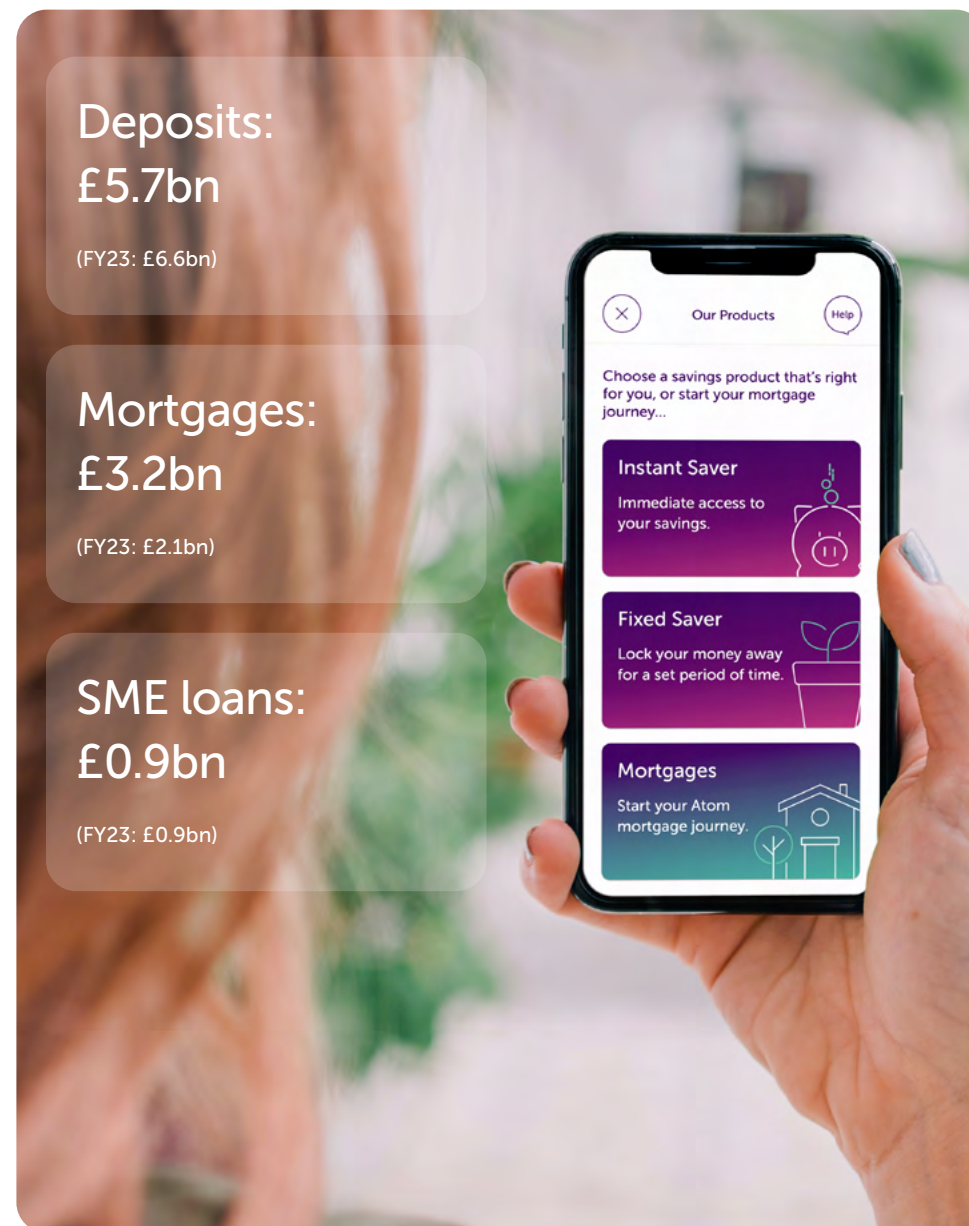 Deposits:
£5.7bn
(FY23: £6.6bn)
Mortgages:
£3.2bn
(FY23: £2.1bn)
SME loans:
£0.9bn
(FY23: £0.9bn)
Our Products
Help
Choose a savings product that's right
for you, or start your mortgage
journey...
Instant Saver
Immediate access to
your savings.
Fixed Saver
Lock your money away
for a set period of time.
Mortgages
Start your Atom
mortgage journey.